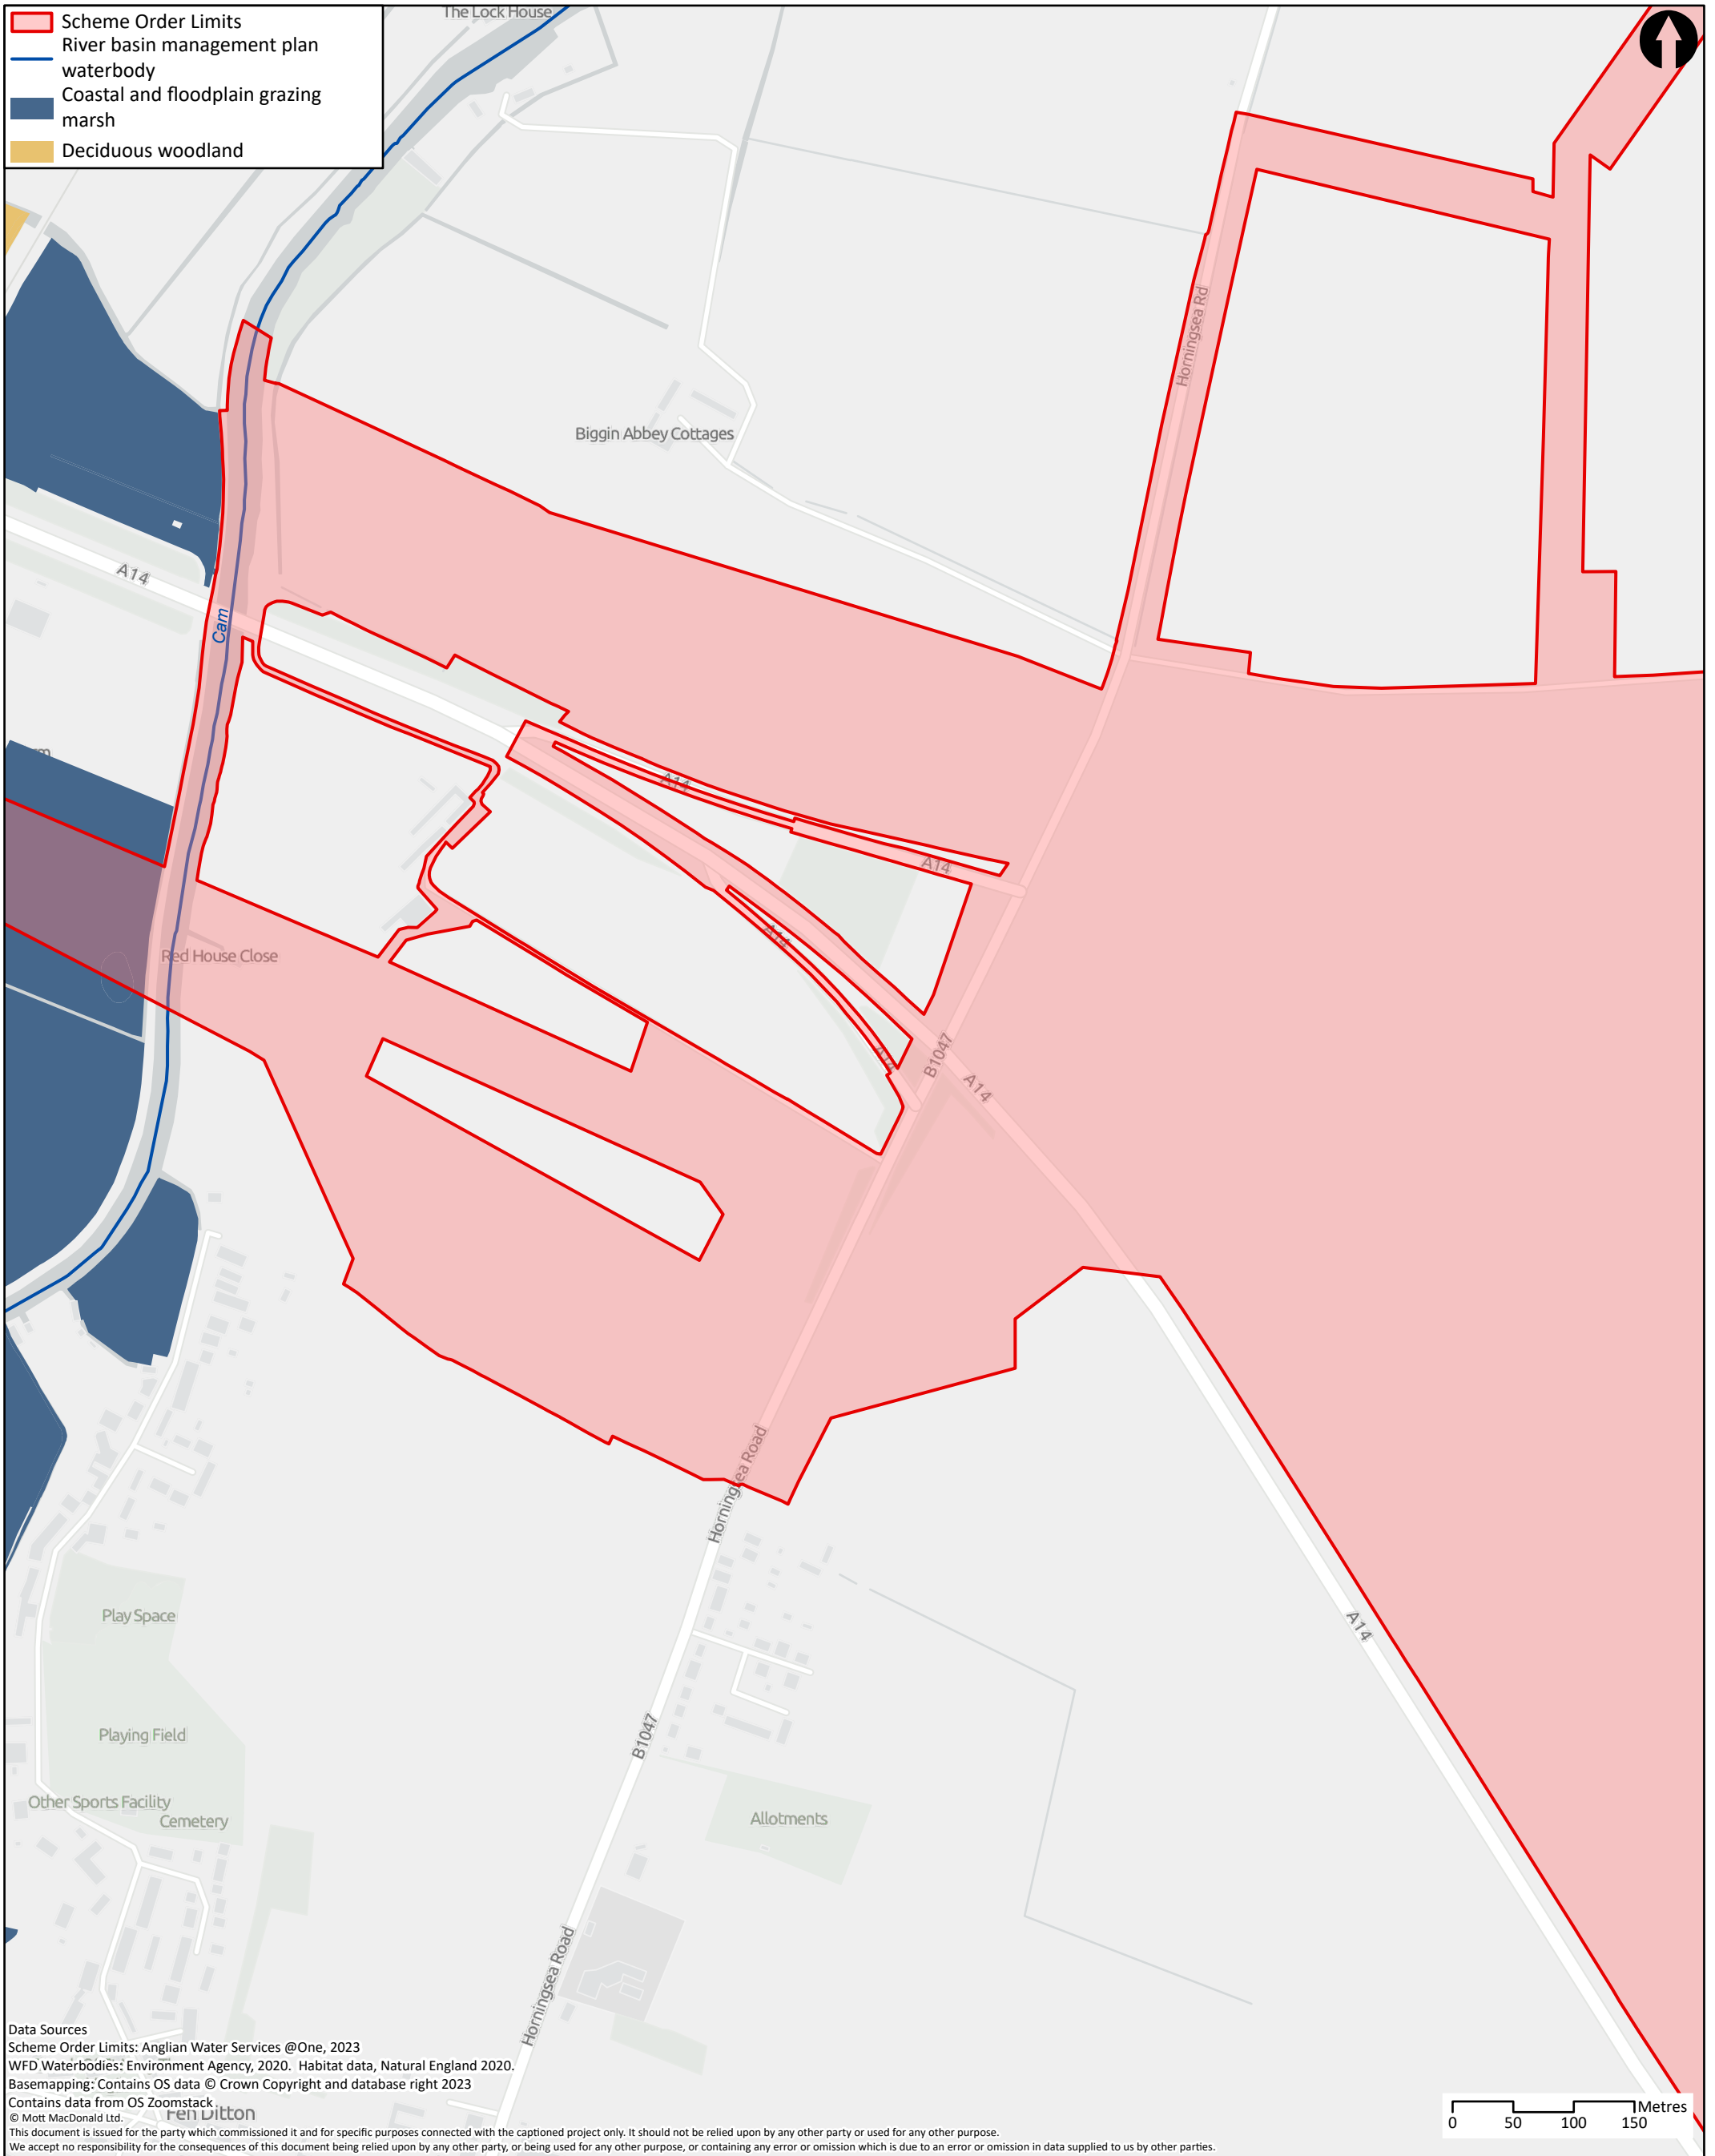 Scheme Order Limits
River basin management plan
waterbody
Coastal and floodplain grazing
marsh
Deciduous woodland
The Lock House
Horningsea Rd
Biggin Abbey Cottages
A14
Cam
A14
A14
A14
Red House Close
A14
B1047
A14
Horningsea Road
Play Space
A14
Playing Field
B1047
Other Sports Facility
Cemetery
Allotments
Horningsea Road
Data Sources
Scheme Order Limits: Anglian Water Services @One, 2023
WFD Waterbodies: Environment Agency, 2020. Habitat data, Natural England 2020.
Basemapping: Contains OS data © Crown Copyright and database right 2023
Contains data from OS Zoomstack
© Mott MacDonald Ltd.
Fen Ditton
Metres
0 50 100 150
This document is issued for the party which commissioned it and for specific purposes connected with the captioned project only. It should not be relied upon by any other party or used for any other purpose.
We accept no responsibility for the consequences of this document being relied upon by any other party, or being used for any other purpose, or containing any error or omission which is due to an error or omission in data supplied to us by other parties.